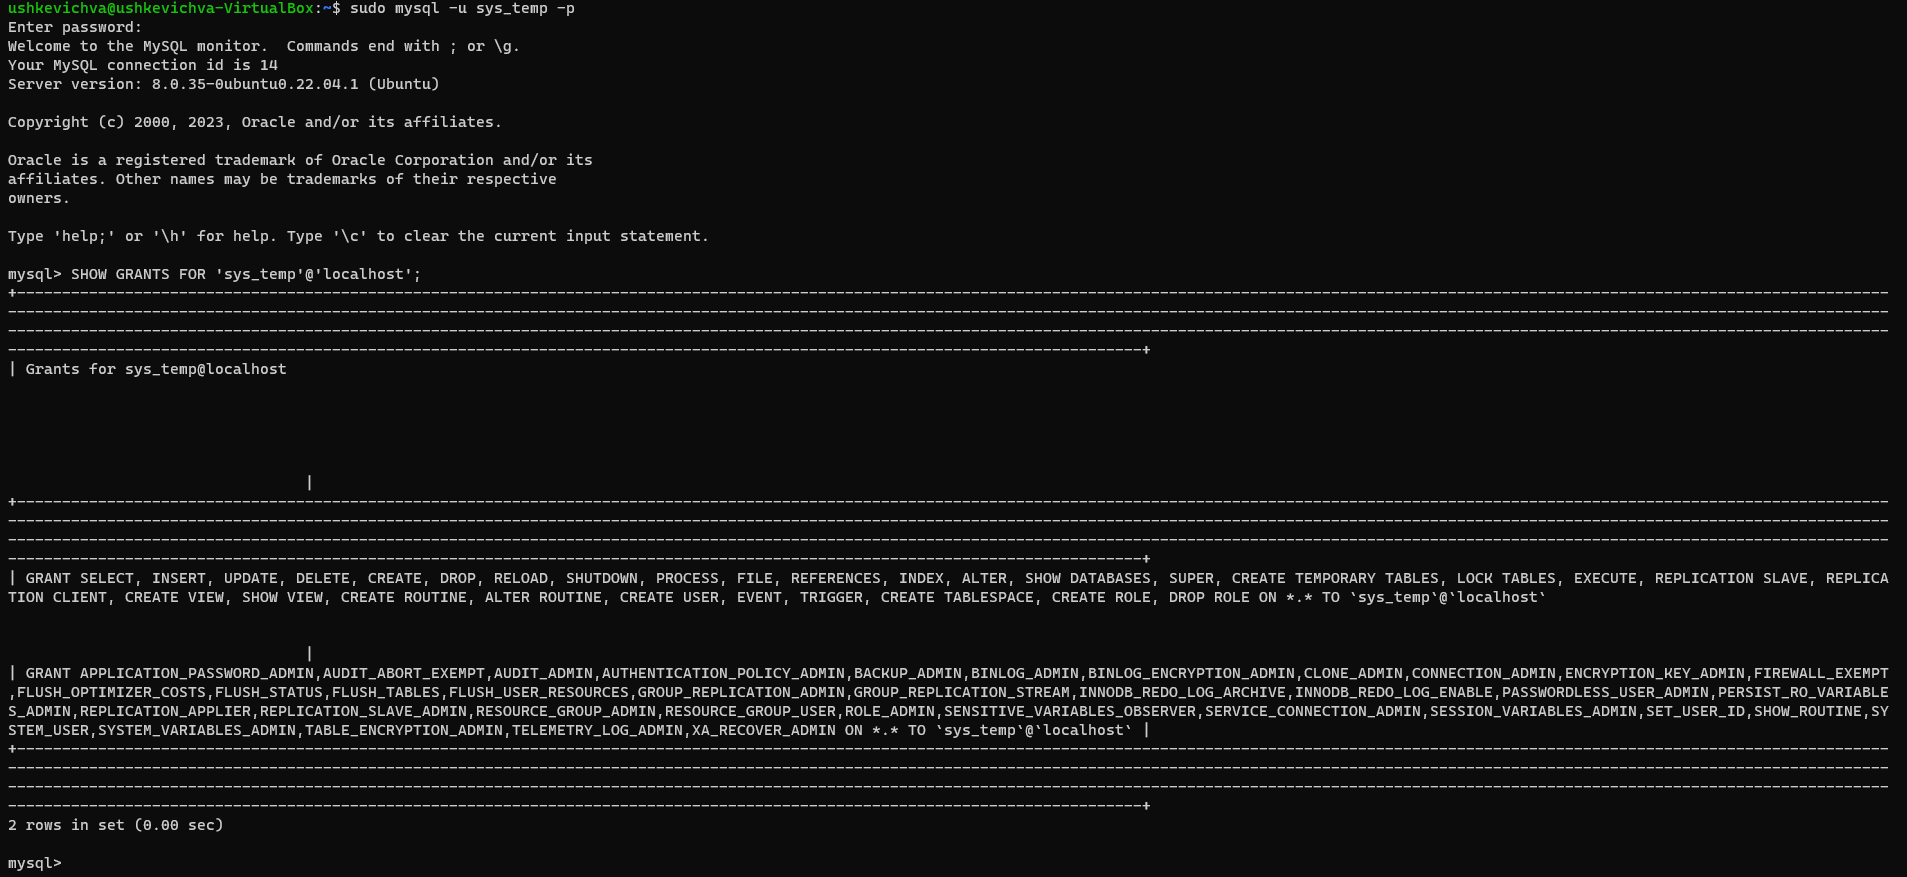 ushkevichva@ushkevichva-VirtualBox:~$ sudo mysql -u sys_temp -p
Enter password:
Welcome to the MySQL monitor.  Commands end with ; or \g.
Your MySQL connection id is 14
Server version: 8.0.35-0ubuntu0.22.04.1 (Ubuntu)
Copyright (c) 2000, 2023, Oracle and/or its affiliates.
Oracle is a registered trademark of Oracle Corporation and/or its
affiliates. Other names may be trademarks of their respective
owners.
Type 'help;' or '\h' for help. Type '\c' to clear the current input statement.
mysql> SHOW GRANTS FOR 'sys_temp'@'localhost';
| Grants for sys_temp@localhost
|
| GRANT SELECT, INSERT, UPDATE, DELETE, CREATE, DROP, RELOAD, SHUTDOWN, PROCESS, FILE, REFERENCES, INDEX, ALTER, SHOW DATABASES, SUPER, CREATE TEMPORARY TABLES, LOCK TABLES, EXECUTE, REPLICATION SLAVE, REPLICA
TION CLIENT, CREATE VIEW, SHOW VIEW, CREATE ROUTINE, ALTER ROUTINE, CREATE USER, EVENT, TRIGGER, CREATE TABLESPACE, CREATE ROLE, DROP ROLE ON *.* TO `sys_temp`@`localhost`
|
| GRANT APPLICATION_PASSWORD_ADMIN,AUDIT_ABORT_EXEMPT,AUDIT_ADMIN,AUTHENTICATION_POLICY_ADMIN,BACKUP_ADMIN,BINLOG_ADMIN,BINLOG_ENCRYPTION_ADMIN,CLONE_ADMIN,CONNECTION_ADMIN,ENCRYPTION_KEY_ADMIN,FIREWALL_EXEMPT
,FLUSH_OPTIMIZER_COSTS,FLUSH_STATUS,FLUSH_TABLES,FLUSH_USER_RESOURCES,GROUP_REPLICATION_ADMIN,GROUP_REPLICATION_STREAM,INNODB_REDO_LOG_ARCHIVE,INNODB_REDO_LOG_ENABLE,PASSWORDLESS_USER_ADMIN,PERSIST_RO_VARIABLE
S_ADMIN,REPLICATION_APPLIER,REPLICATION_SLAVE_ADMIN,RESOURCE_GROUP_ADMIN,RESOURCE_GROUP_USER,ROLE_ADMIN,SENSITIVE_VARIABLES_OBSERVER,SERVICE_CONNECTION_ADMIN,SESSION_VARIABLES_ADMIN,SET_USER_ID,SHOW_ROUTINE,SY
STEM_USER,SYSTEM_VARIABLES_ADMIN,TABLE_ENCRYPTION_ADMIN,TELEMETRY_LOG_ADMIN,XA_RECOVER_ADMIN ON *.* TO `sys_temp`@`localhost` |
2 rows in set (0.00 sec)
mysql>